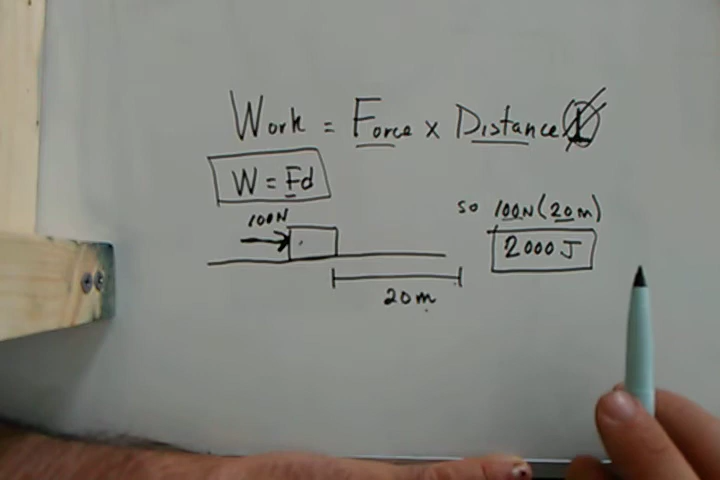 Work = Force x Distance
W = Fd
100N
20m
so 100N (20m)
2000 J